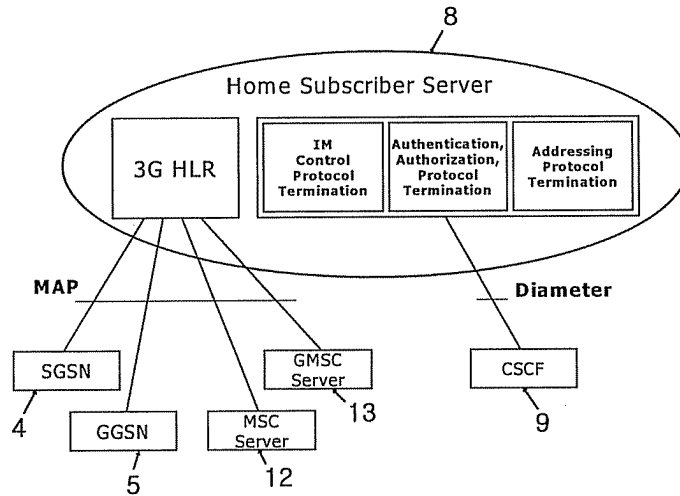 8
Home Subscriber Server
3G HLR
IM
Control
Protocol
Termination
Authentication,
Authorization,
Protocol
Termination
Addressing
Protocol
Termination
MAP
Diameter
SGSN
4
GGSN
5
MSC
Server
12
GMSC
Server
13
CSCF
9